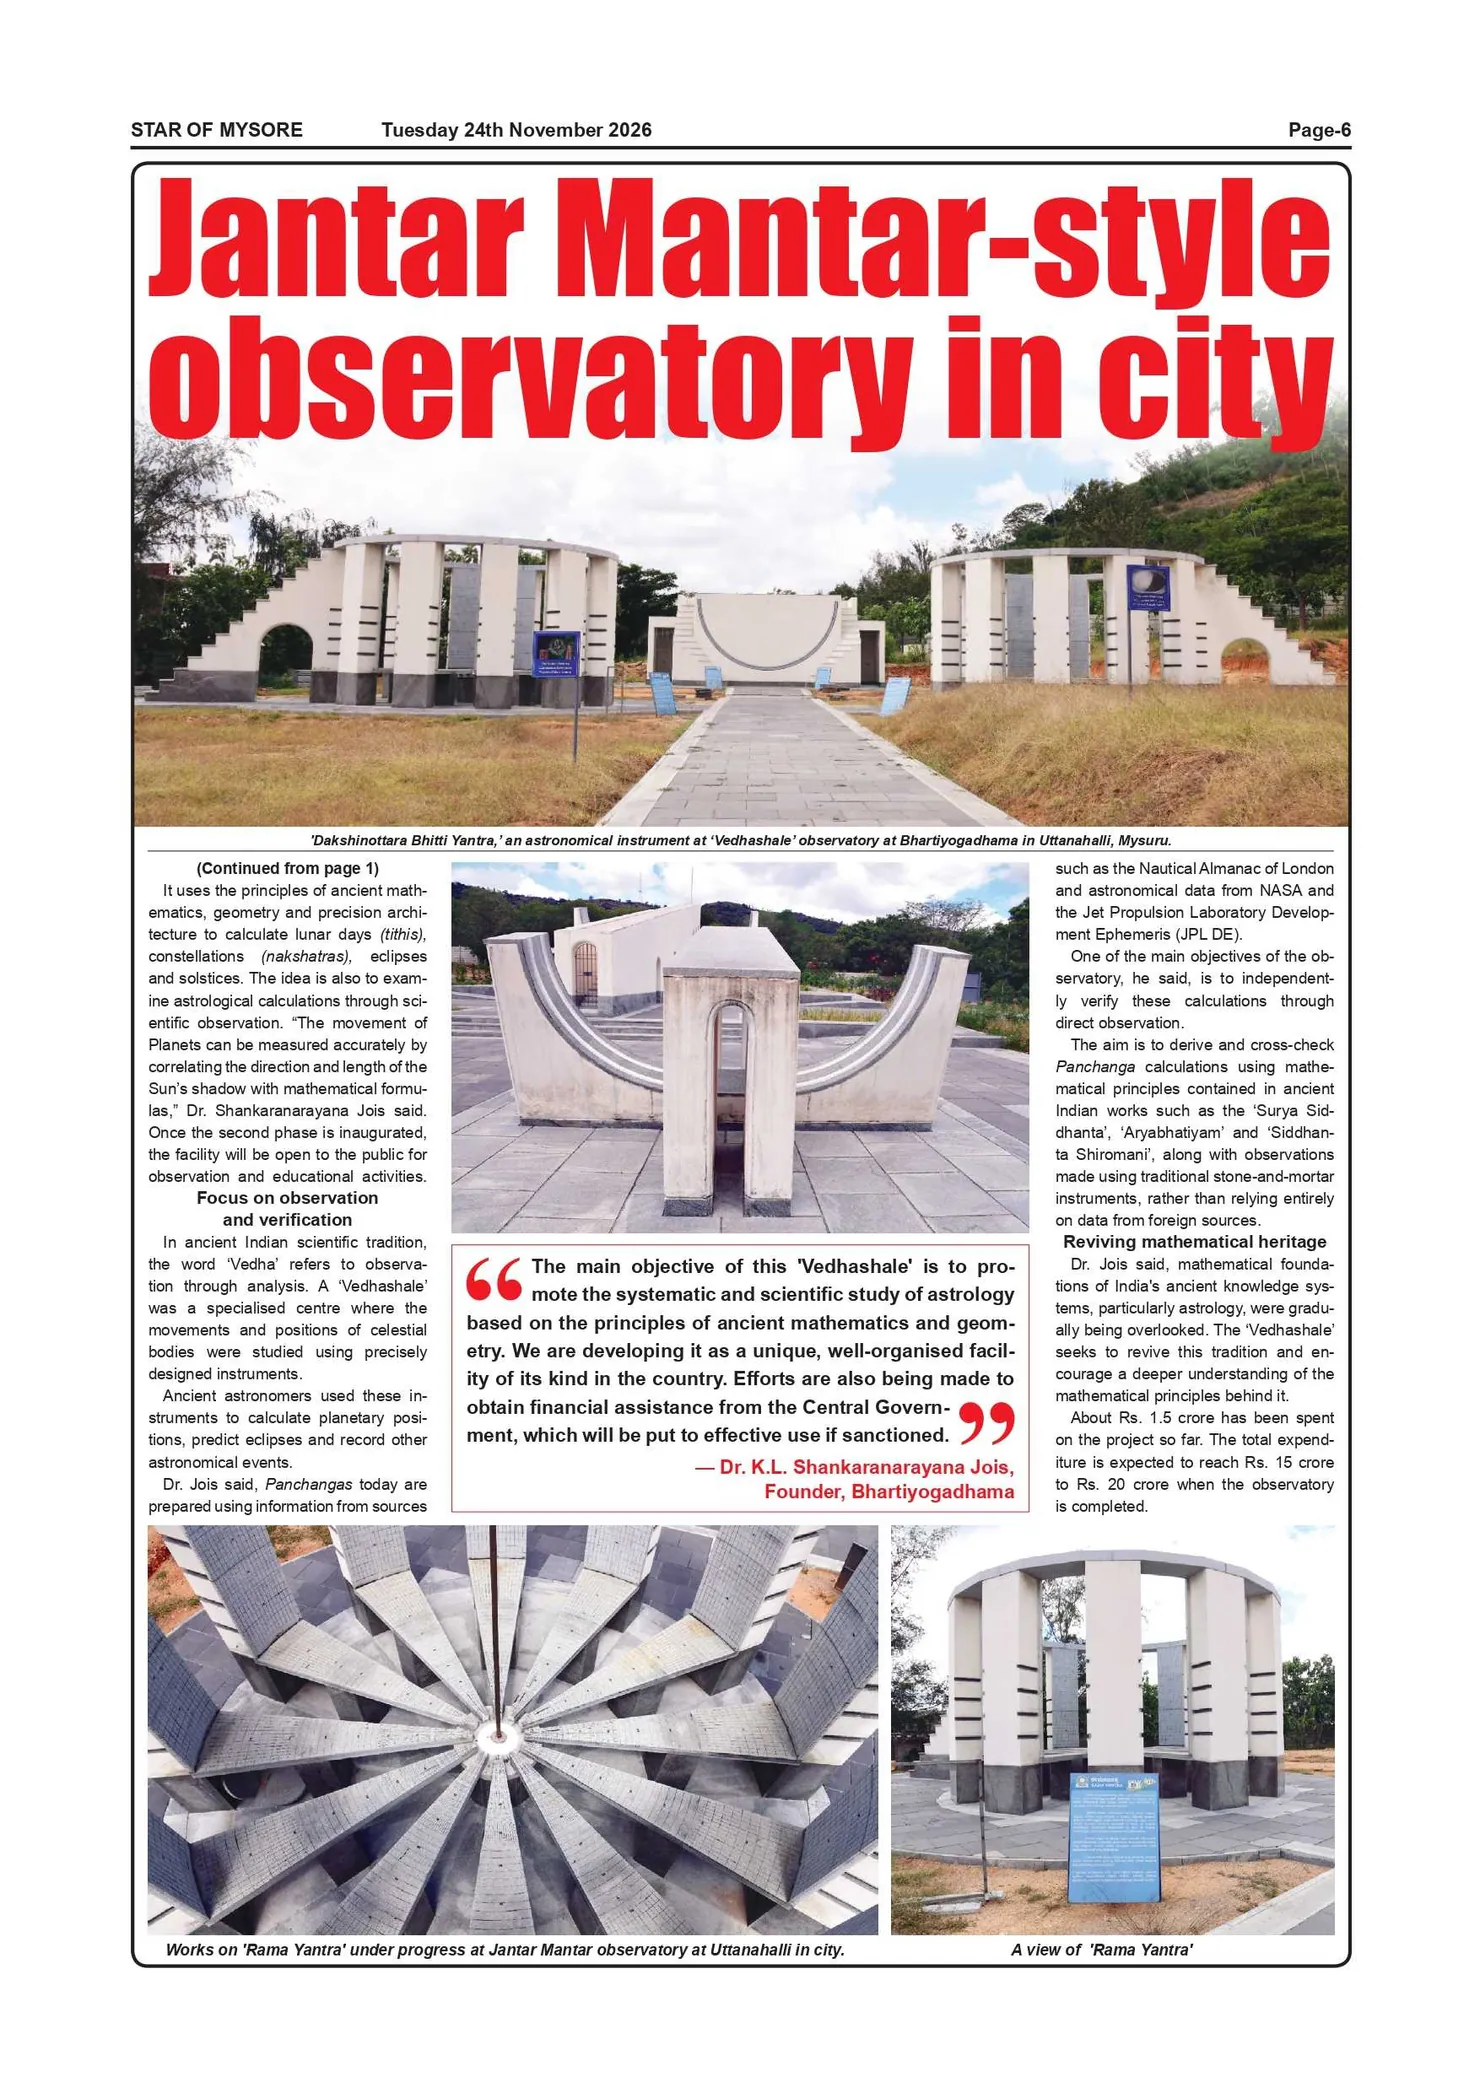 STAR OF MYSORE Tuesday 24th November 2026 Page-6
Jantar Mantar-style
observatory in city
'Dakshinottara Bhitti Yantra,’ an astronomical instrument at ‘Vedhashale’ observatory at Bhartiyogadhama in Uttanahalli, Mysuru.
(Continued from page 1)
It uses the principles of ancient math-
ematics, geometry and precision archi-
tecture to calculate lunar days (tithis),
constellations (nakshatras), eclipses
and solstices. The idea is also to exam-
ine astrological calculations through sci-
entific observation. “The movement of
Planets can be measured accurately by
correlating the direction and length of the
Sun’s shadow with mathematical formu-
las,” Dr. Shankaranarayana Jois said.
Once the second phase is inaugurated,
the facility will be open to the public for
observation and educational activities.
Focus on observation
and verification
In ancient Indian scientific tradition,
the word ‘Vedha’ refers to observa-
tion through analysis. A ‘Vedhashale’
was a specialised centre where the
movements and positions of celestial
bodies were studied using precisely
designed instruments.
Ancient astronomers used these in-
struments to calculate planetary posi-
tions, predict eclipses and record other
astronomical events.
Dr. Jois said, Panchangas today are
prepared using information from sources
“The main objective of this 'Vedhashale' is to pro-
mote the systematic and scientific study of astrology
based on the principles of ancient mathematics and geom-
etry. We are developing it as a unique, well-organised facil-
ity of its kind in the country. Efforts are also being made to
obtain financial assistance from the Central Govern-
ment, which will be put to effective use if sanctioned.”
— Dr. K.L. Shankaranarayana Jois,
Founder, Bhartiyogadhama
such as the Nautical Almanac of London
and astronomical data from NASA and
the Jet Propulsion Laboratory Develop-
ment Ephemeris (JPL DE).
One of the main objectives of the ob-
servatory, he said, is to independent-
ly verify these calculations through
direct observation.
The aim is to derive and cross-check
Panchanga calculations using mathe-
matical principles contained in ancient
Indian works such as the ‘Surya Sid-
dhanta’, ‘Aryabhatiyam’ and ‘Siddhan-
ta Shiromani’, along with observations
made using traditional stone-and-mortar
instruments, rather than relying entirely
on data from foreign sources.
Reviving mathematical heritage
Dr. Jois said, mathematical founda-
tions of India's ancient knowledge sys-
tems, particularly astrology, were gradu-
ally being overlooked. The ‘Vedhashale’
seeks to revive this tradition and en-
courage a deeper understanding of the
mathematical principles behind it.
About Rs. 1.5 crore has been spent
on the project so far. The total expend-
iture is expected to reach Rs. 15 crore
to Rs. 20 crore when the observatory
is completed.
Works on 'Rama Yantra' under progress at Jantar Mantar observatory at Uttanahalli in city.
A view of 'Rama Yantra'